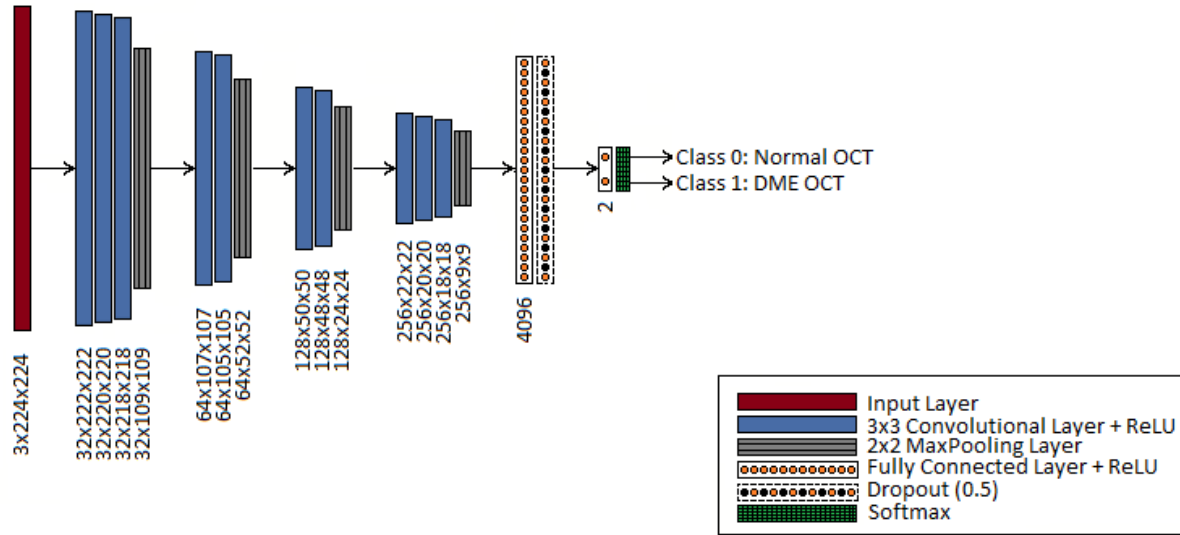 Class 0: Normal OCT
Class 1: DME OCT
3x224x224
32x222x222
32x220x220
32x218x218
32x109x109
64x107x107
64x105x105
64x52x52
128x50x50
128x48x48
128x24x24
256x22x22
256x20x20
256x18x18
256x9x9
4096
2
Input Layer
3x3 Convolutional Layer + ReLU
2x2 MaxPooling Layer
Fully Connected Layer + ReLU
Dropout (0.5)
Softmax